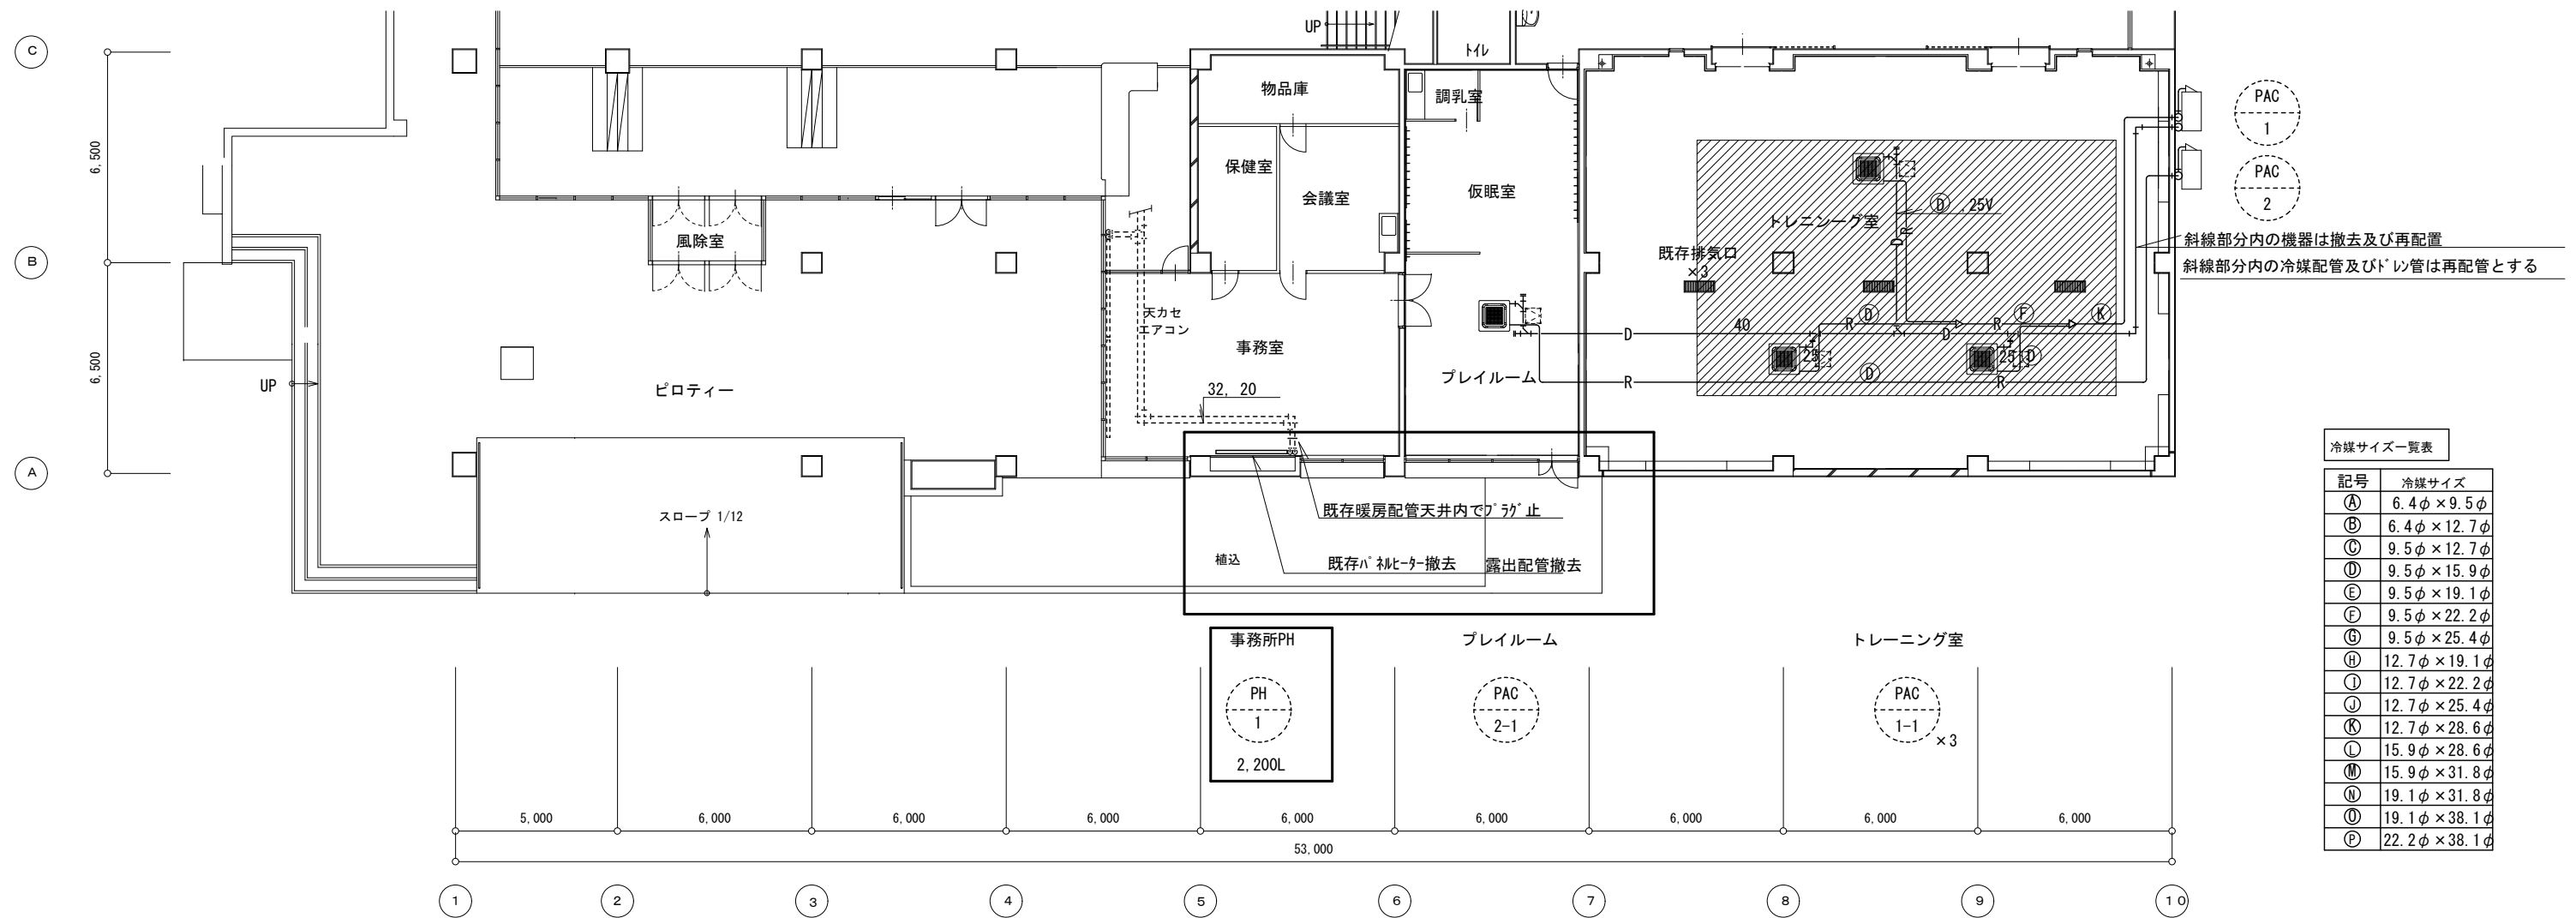 C
B
A
6,500
6,500
UP
トイレ
物品庫
調乳室
保健室
会議室
仮眠室
風除室
トレニング室
D .25V
D
R
既存排気口
×3
PAC
1
PAC
2
斜線部分内の機器は撤去及び再配置
斜線部分内の冷媒配管及びドレン管は再配管とする
天カセ
エアコン
事務室
プレイルーム
D
40
R
D
D
R
F
K
25
25
D
D
R
R
UP
ピロティー
32, 20
スロープ 1/12
植込
既存暖房配管天井内でプラグ止
既存パネルヒーター撤去
露出配管撤去
事務所PH
PH
1
2,200L
プレイルーム
PAC
2-1
トレーニング室
PAC
1-1
×3
冷媒サイズ一覧表
記号 冷媒サイズ
Ⓐ 6.4φ×9.5φ
Ⓑ 6.4φ×12.7φ
Ⓒ 9.5φ×12.7φ
Ⓓ 9.5φ×15.9φ
Ⓔ 9.5φ×19.1φ
Ⓕ 9.5φ×22.2φ
Ⓖ 9.5φ×25.4φ
Ⓗ 12.7φ×19.1φ
Ⓘ 12.7φ×22.2φ
Ⓙ 12.7φ×25.4φ
Ⓚ 12.7φ×28.6φ
Ⓛ 15.9φ×28.6φ
Ⓜ 15.9φ×31.8φ
Ⓝ 19.1φ×31.8φ
Ⓞ 19.1φ×38.1φ
Ⓟ 22.2φ×38.1φ
5,000 6,000 6,000 6,000 6,000 6,000 6,000 6,000 6,000
53,000
1 2 3 4 5 6 7 8 9 10